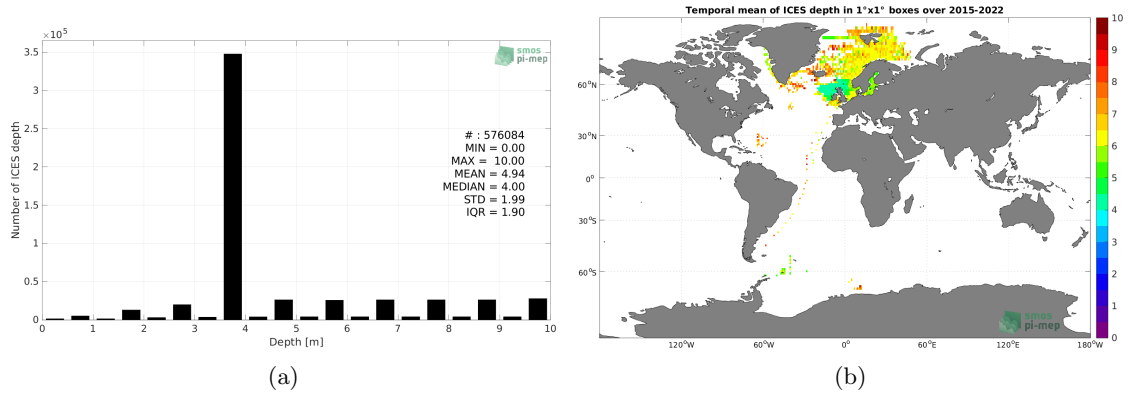 Temporal mean of ICES depth in 1°x1° boxes over 2015-2022
×10⁵
smos
pi-mep
3.5
3
2.5
2
1.5
1
0.5
0
Number of ICES depth
# : 576084
MIN = 0.00
MAX = 10.00
MEAN = 4.94
MEDIAN = 4.00
STD = 1.99
IQR = 1.90
0 1 2 3 4 5 6 7 8 9 10
Depth [m]
(a)
60°N
30°N
0°
30°S
60°S
120°W 60°W 0° 60°E 120°E 180°W
smos
pi-mep
10
9
8
7
6
5
4
3
2
1
0
(b)